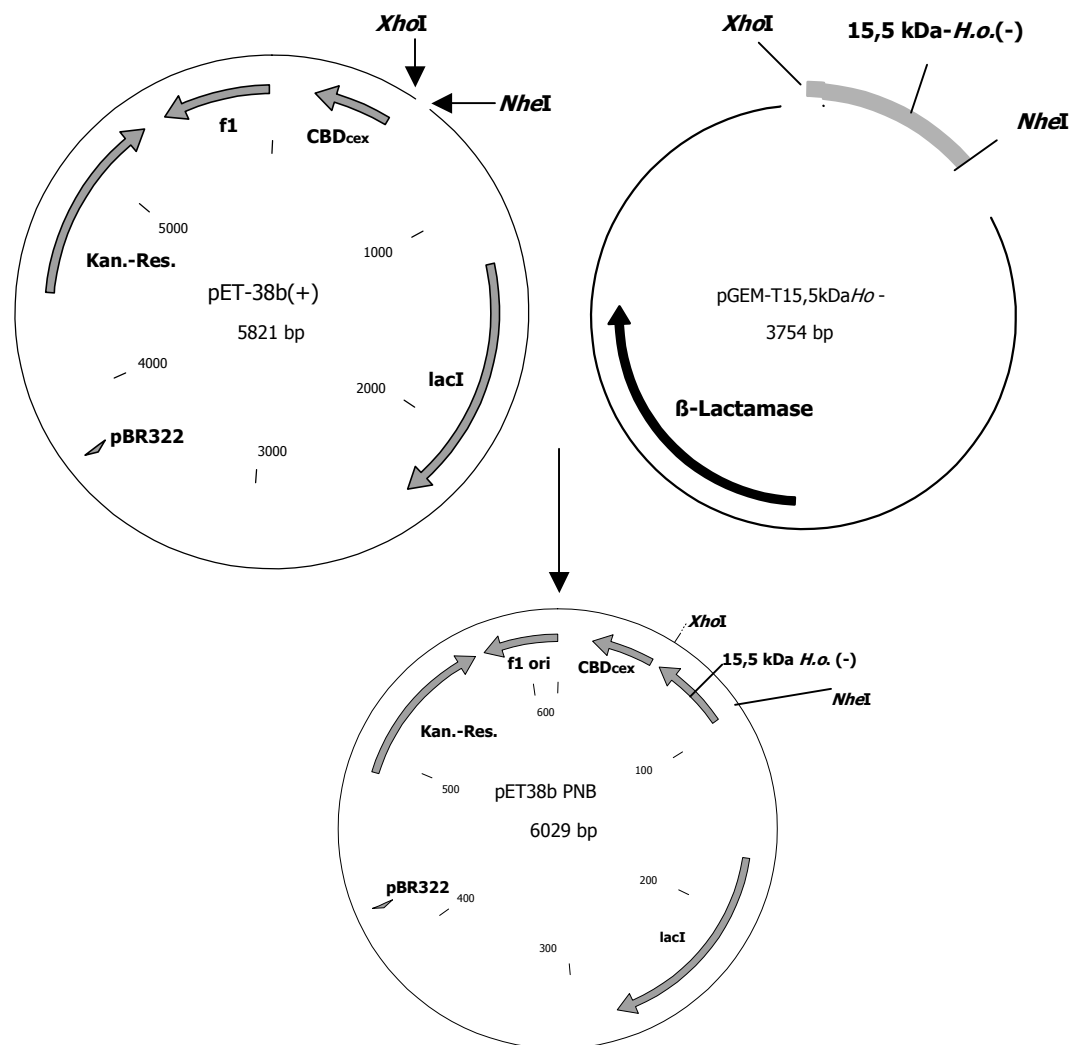 XhoI
NheI
f1
CBDcex
5000
1000
Kan.-Res.
pET-38b(+)
5821 bp
4000
lacI
2000
pBR322
3000
XhoI
15,5 kDa-H.o.(-)
NheI
pGEM-T15,5kDaHo -
3754 bp
ß-Lactamase
XhoI
f1 ori
CBDcex
15,5 kDa H.o. (-)
NheI
600
Kan.-Res.
100
500
pET38b PNB
6029 bp
pBR322
400
200
lacI
300